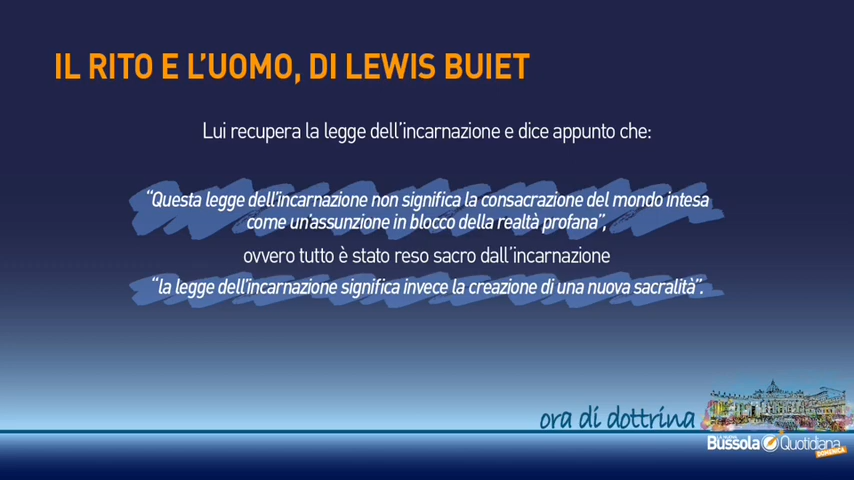 IL RITO E L'UOMO, DI LEWIS BUIET
Lui recupera la legge dell'incarnazione e dice appunto che:
"Questa legge dell'incarnazione non significa la consacrazione del mondo intesa
come un'assunzione in blocco della realtà profana",
ovvero tutto è stato reso sacro dall'incarnazione
"la legge dell'incarnazione significa invece la creazione di una nuova sacralità".
ora di dottrina
Bussola Quotidiana
DOMENICA